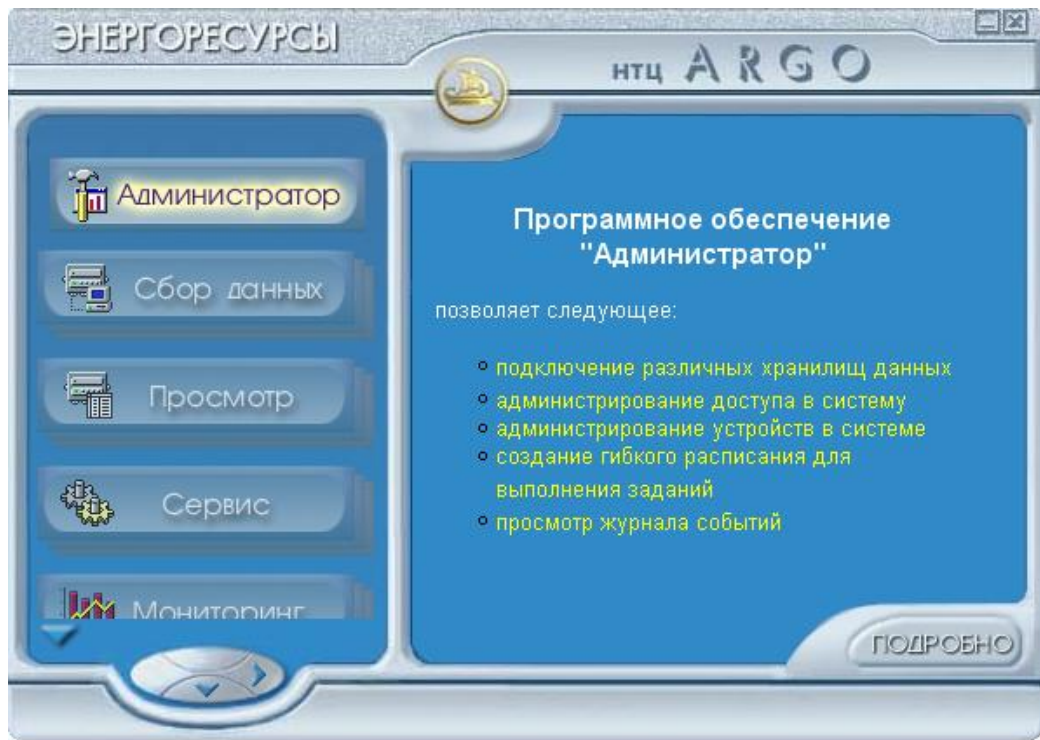 ЭНЕРГОРЕСУРСЫ
НТЦ ARGO
Администратор
Сбор данных
Просмотр
Сервис
Мониторинг
Программное обеспечение
"Администратор"
позволяет следующее:
подключение различных хранилищ данных
администрирование доступа в систему
администрирование устройств в системе
создание гибкого расписания для
выполнения заданий
просмотр журнала событий
ПОДРОБНО